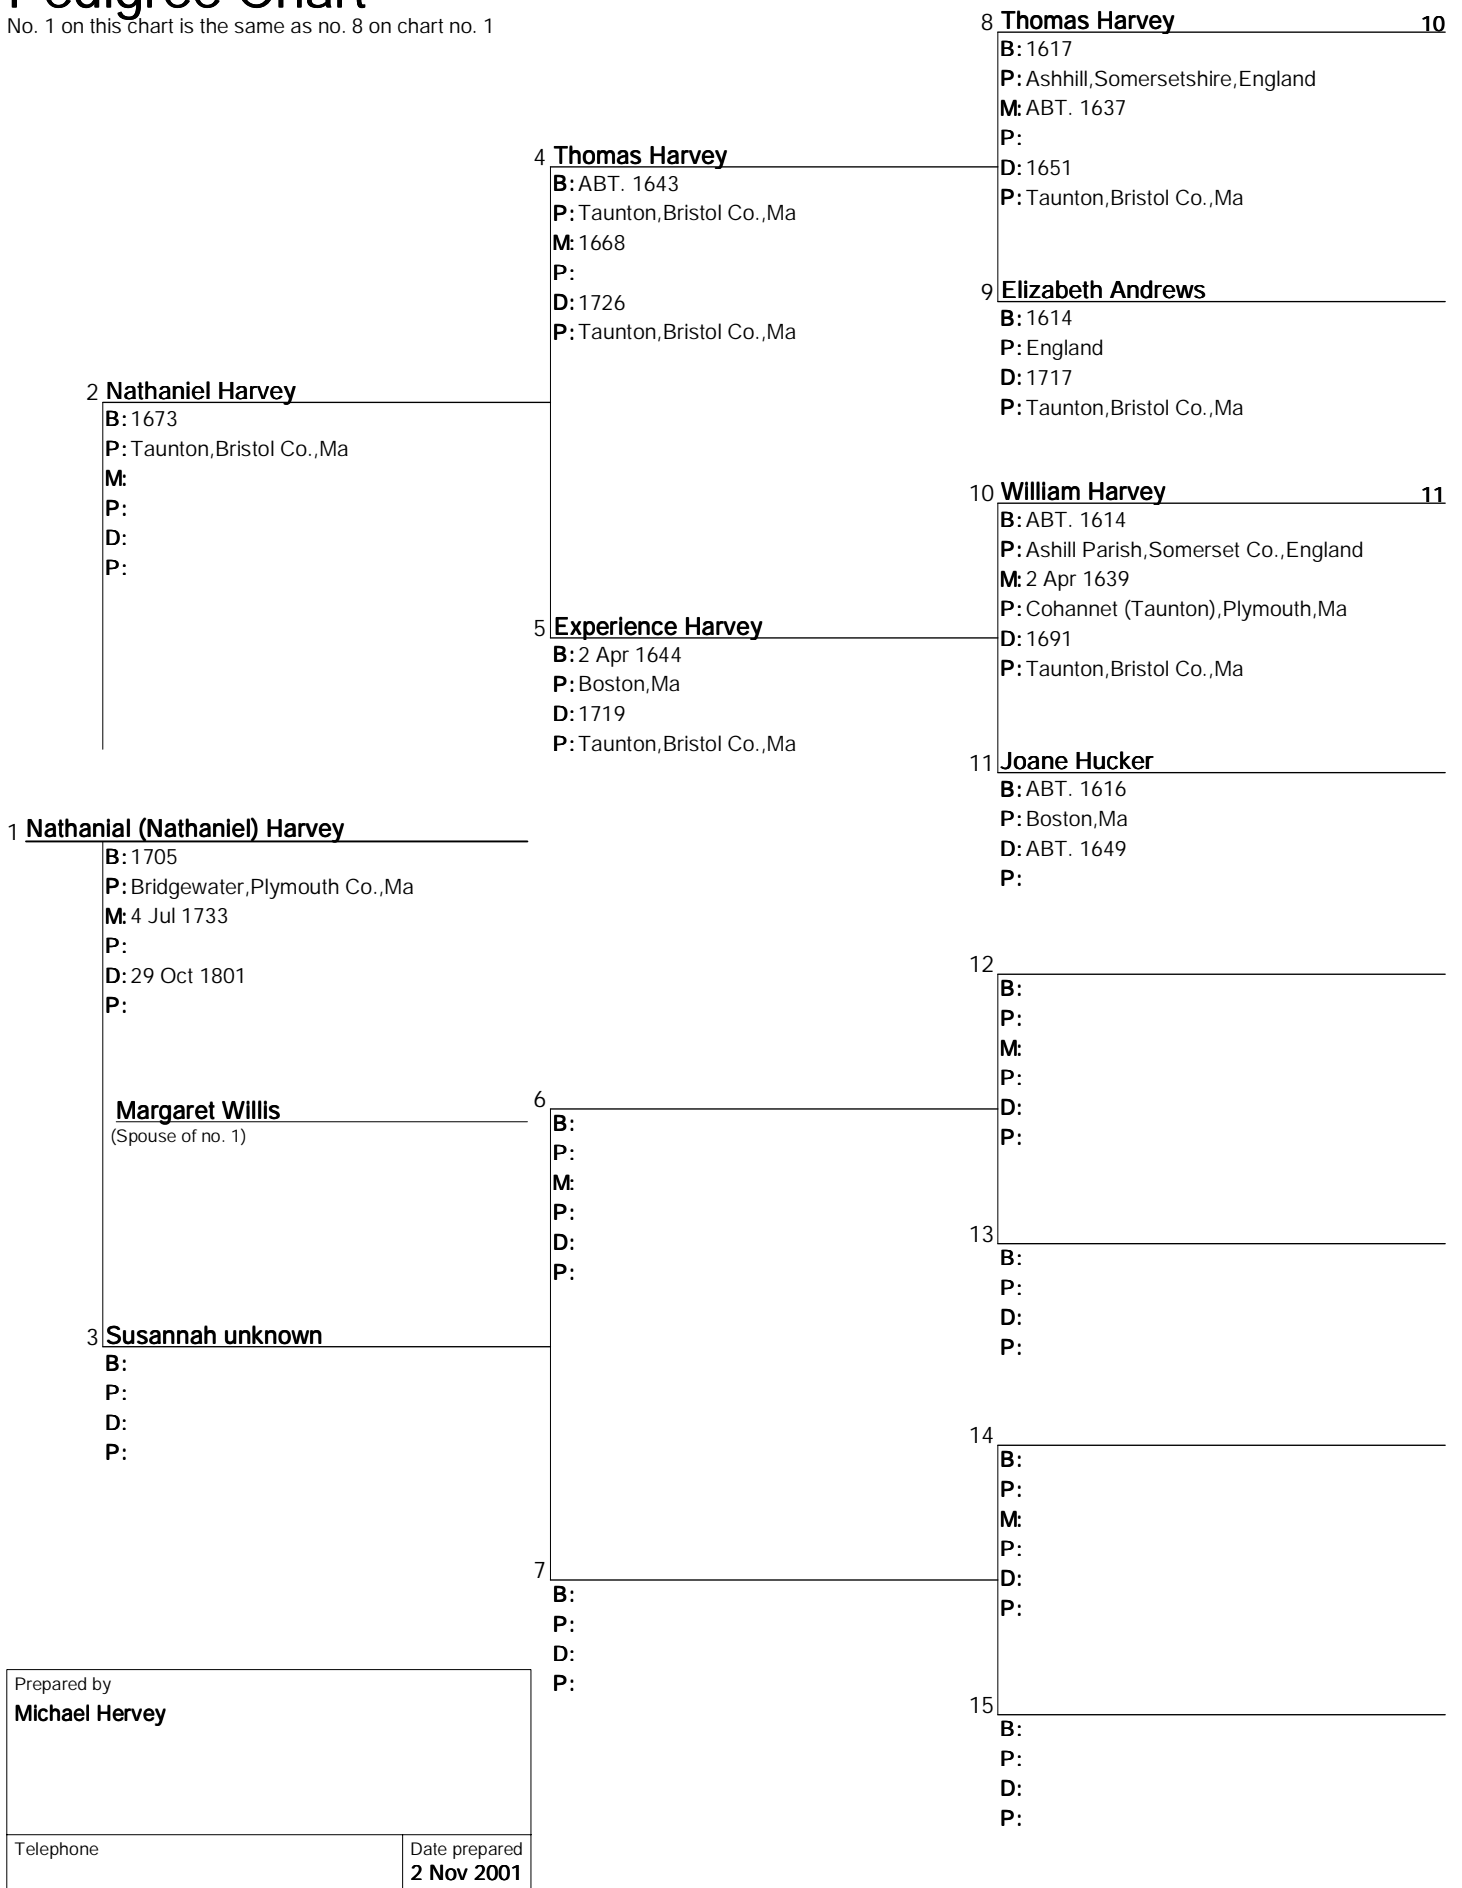 Pedigree Chart
No. 1 on this chart is the same as no. 8 on chart no. 1
8 Thomas Harvey 10
B: 1617
P: Ashhill,Somersetshire,England
M: ABT. 1637
P:
D: 1651
P: Taunton,Bristol Co.,Ma
4 Thomas Harvey
B: ABT. 1643
P: Taunton,Bristol Co.,Ma
M: 1668
P:
D: 1726
P: Taunton,Bristol Co.,Ma
9 Elizabeth Andrews
B: 1614
P: England
D: 1717
P: Taunton,Bristol Co.,Ma
2 Nathaniel Harvey
B: 1673
P: Taunton,Bristol Co.,Ma
M:
P:
D:
P:
10 William Harvey 11
B: ABT. 1614
P: Ashill Parish,Somerset Co.,England
M: 2 Apr 1639
P: Cohannet (Taunton),Plymouth,Ma
D: 1691
P: Taunton,Bristol Co.,Ma
5 Experience Harvey
B: 2 Apr 1644
P: Boston,Ma
D: 1719
P: Taunton,Bristol Co.,Ma
11 Joane Hucker
B: ABT. 1616
P: Boston,Ma
D: ABT. 1649
P:
1 Nathanial (Nathaniel) Harvey
B: 1705
P: Bridgewater,Plymouth Co.,Ma
M: 4 Jul 1733
P:
D: 29 Oct 1801
P:
12
B:
P:
M:
P:
D:
P:
Margaret Willis
(Spouse of no. 1)
6
B:
P:
M:
P:
D:
P:
13
B:
P:
D:
P:
3 Susannah unknown
B:
P:
D:
P:
14
B:
P:
M:
P:
D:
P:
7
B:
P:
D:
P:
15
B:
P:
D:
P:
Prepared by
Michael Hervey
Telephone
Date prepared
2 Nov 2001